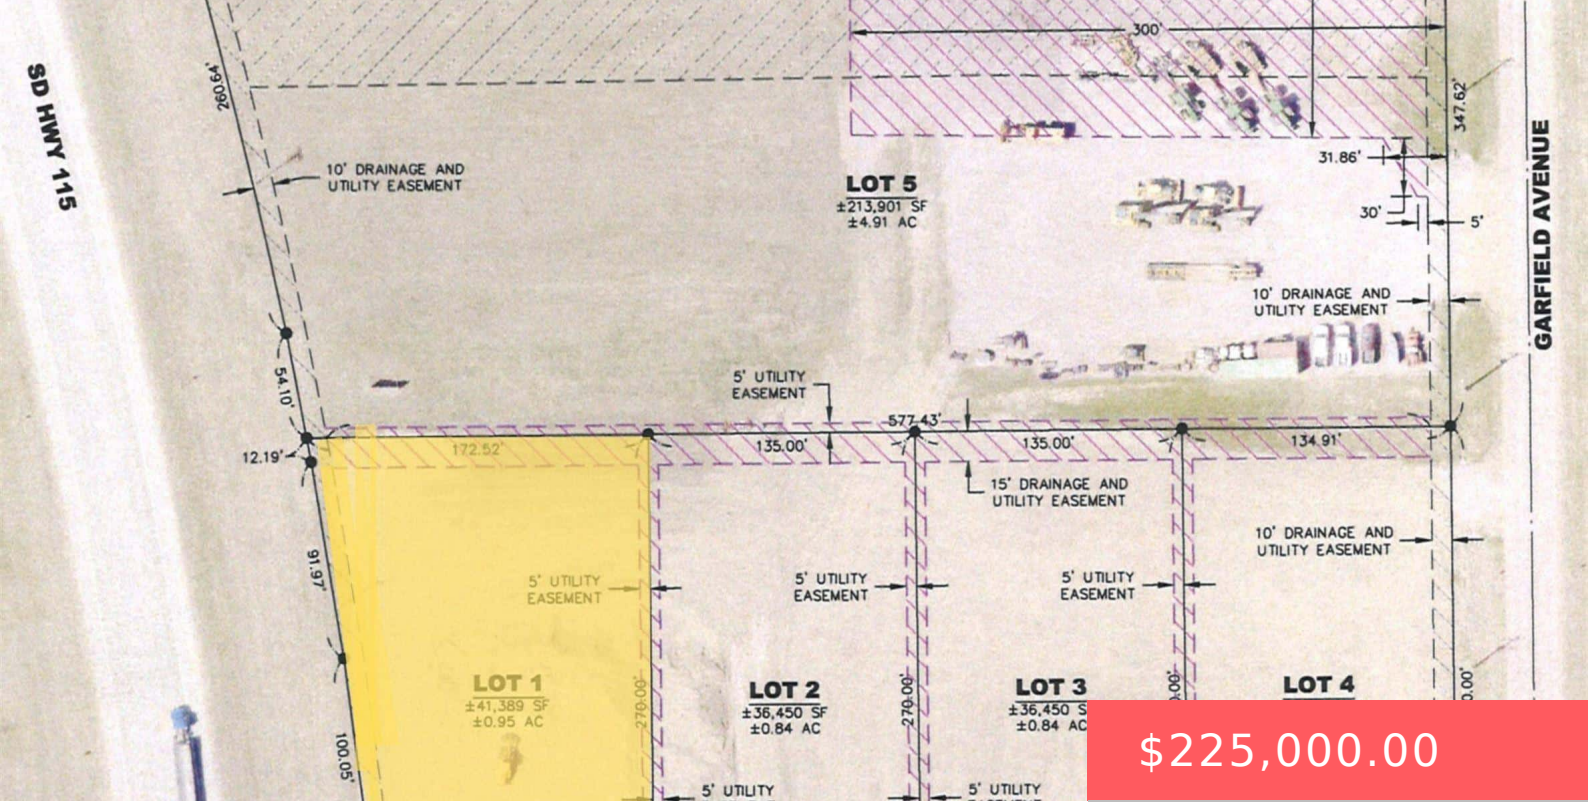 300'
260.64'
SD HWY 115
347.62'
31.86'
10' DRAINAGE AND
UTILITY EASEMENT
LOT 5
±213,901 SF
±4.91 AC
30'
5'
GARFIELD AVENUE
10' DRAINAGE AND
UTILITY EASEMENT
54.10'
5' UTILITY
EASEMENT
577.43'
12.19'
172.52'
135.00'
135.00'
134.91'
15' DRAINAGE AND
UTILITY EASEMENT
10' DRAINAGE AND
UTILITY EASEMENT
91.97'
5' UTILITY
EASEMENT
5' UTILITY
EASEMENT
5' UTILITY
EASEMENT
LOT 1
±41,389 SF
±0.95 AC
270.00'
LOT 2
±36,450 SF
±0.84 AC
270.00'
LOT 3
±36,450 SF
±0.84 AC
LOT 4
100.05'
$225,000.00
5' UTILITY
5' UTILITY